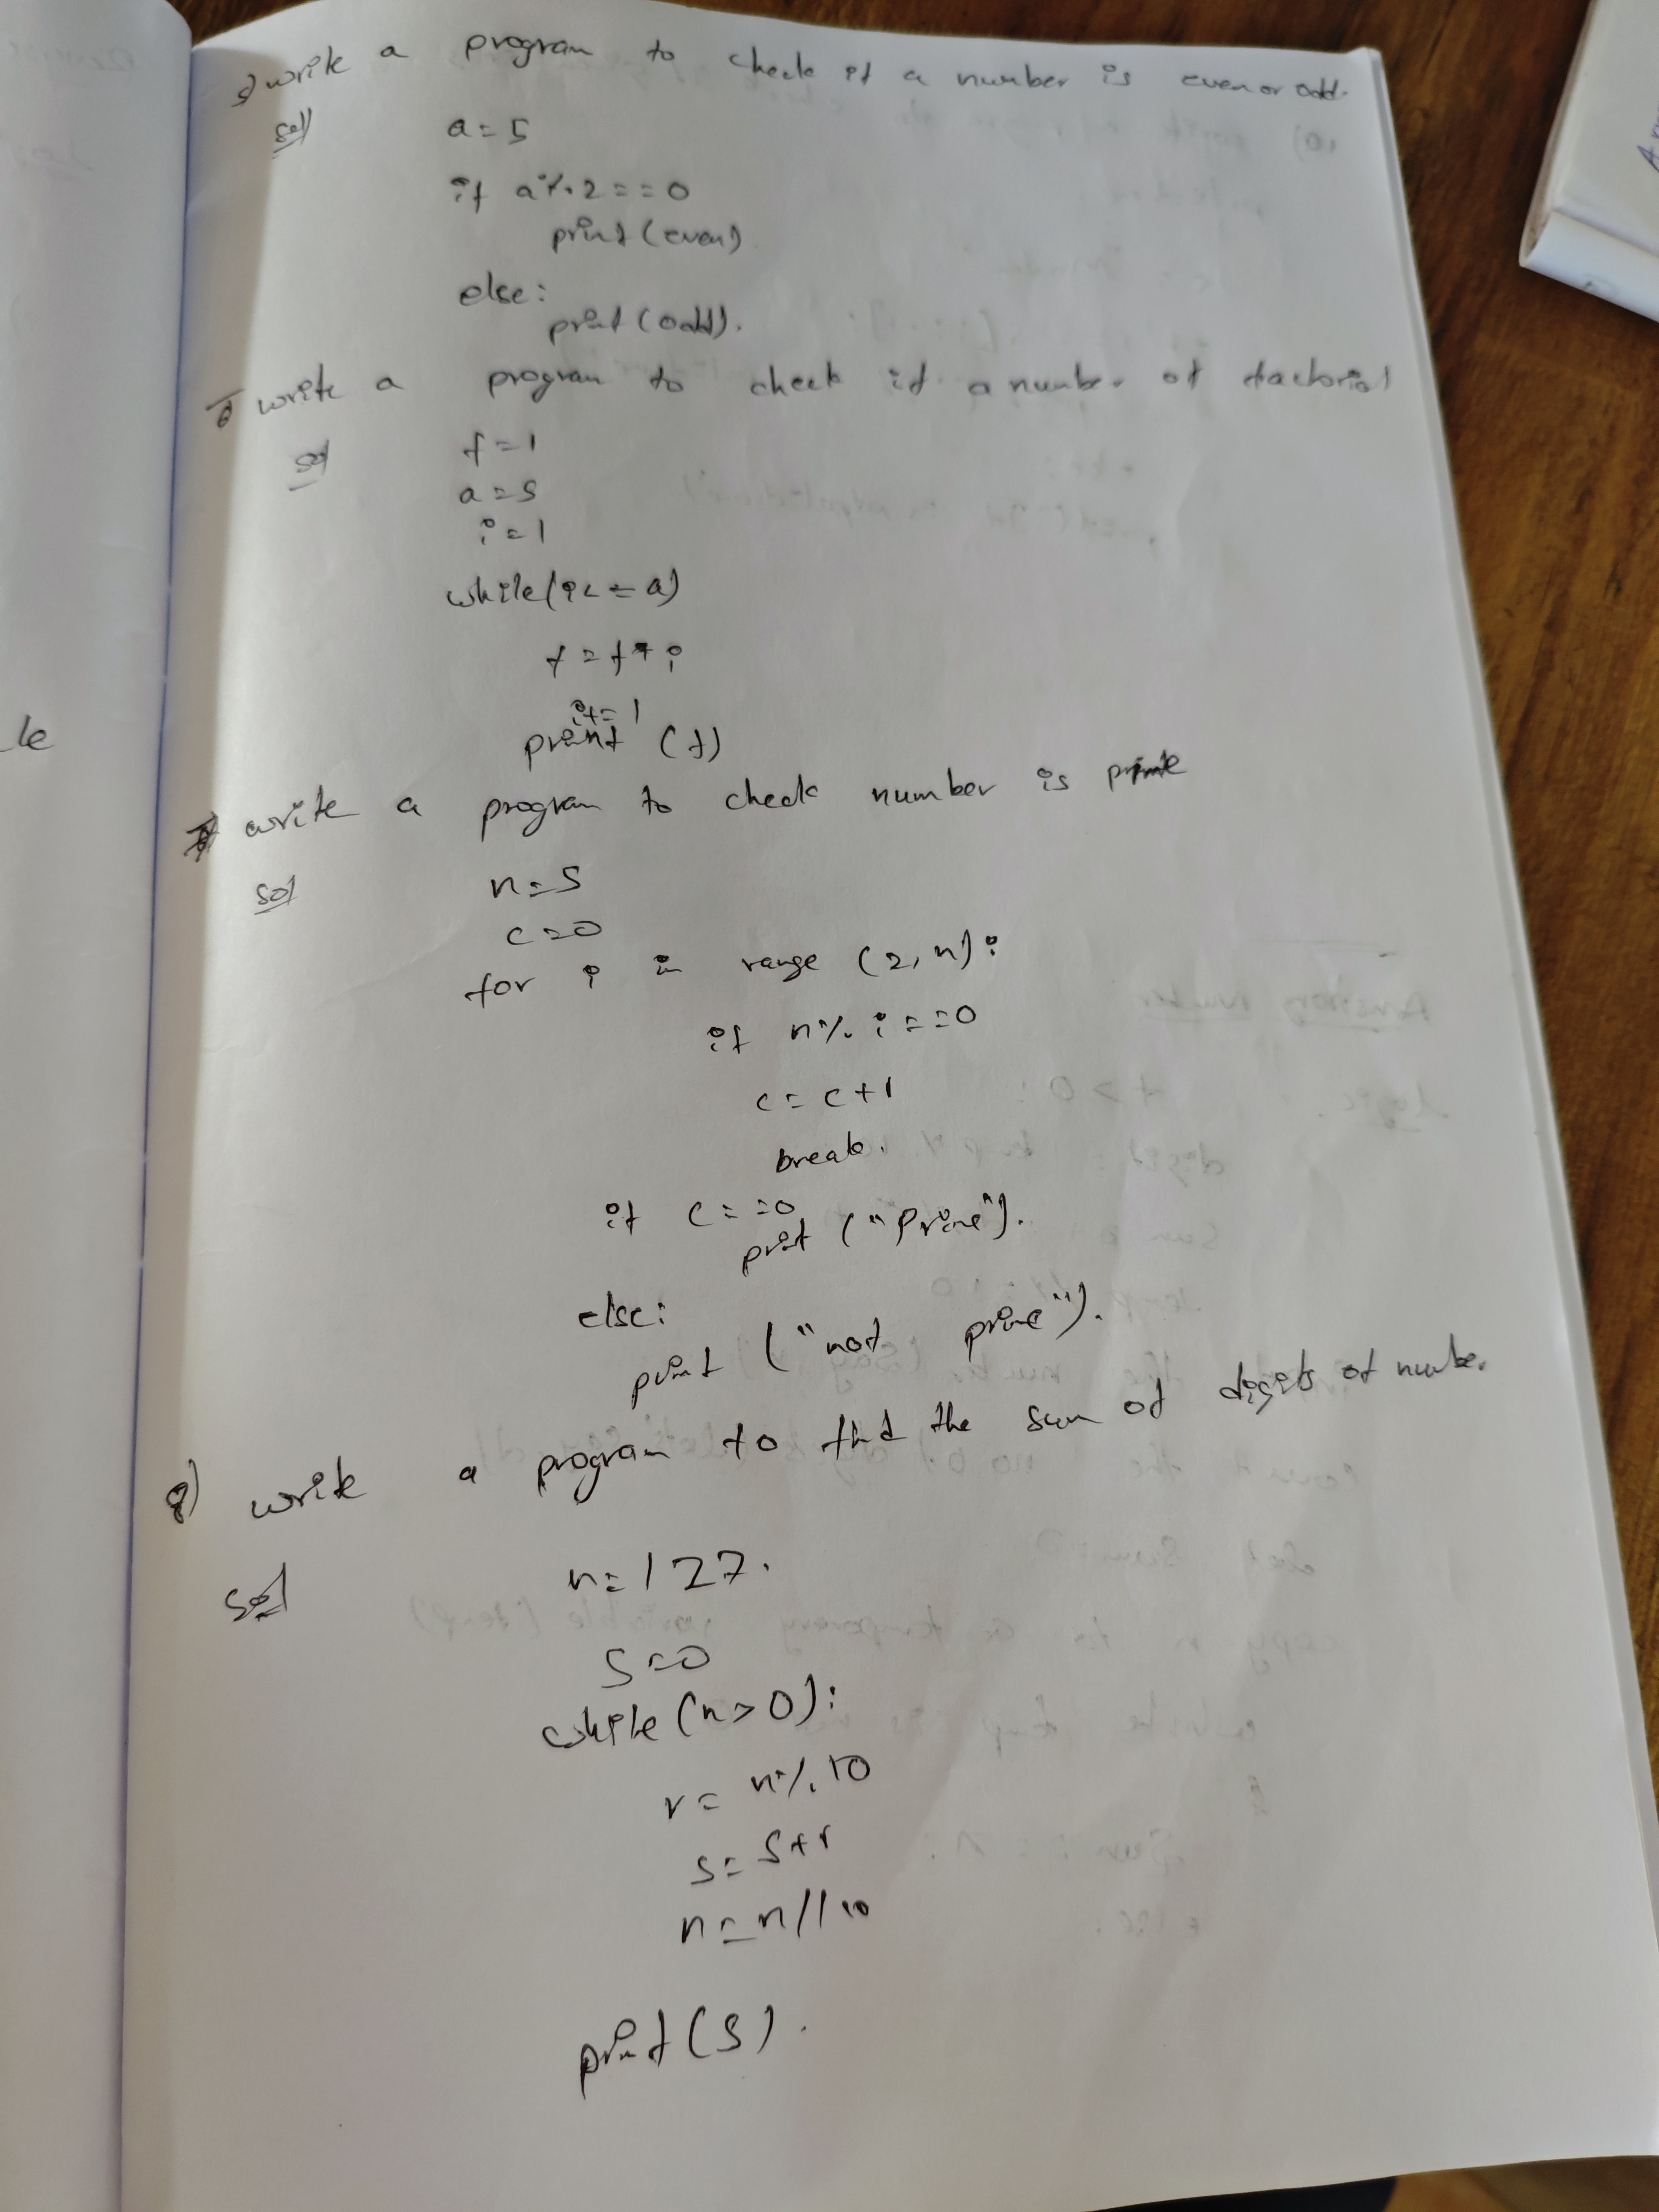 5) write a program to check if a number is even or odd.
sol)
a=5
if a%2==0
print(even)
else:
print(odd).
write a program to check if a number of factorial
sol
f=1
a=5
i=1
while(i<=a)
f=f*i
i+=1
print (f)
write a program to check number is prime
sol
n=5
c=0
for i in range (2,n):
if n%i==0
c=c+1
break.
if c==0
print ("prime").
else:
print ("not prime").
8) write a program to find the sum of digits of number
sol
n=127.
s=0
while(n>0):
r=n%10
s=s+r
n=n//10
print(s).
le